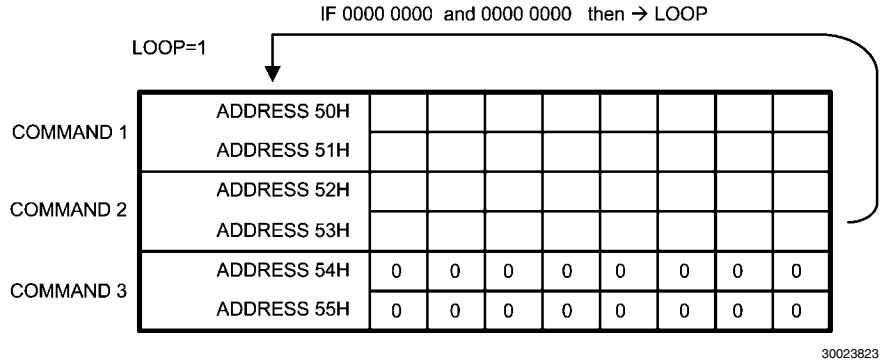 IF 0000 0000 and 0000 0000 then → LOOP
LOOP=1
COMMAND 1
ADDRESS 50H
ADDRESS 51H
COMMAND 2
ADDRESS 52H
ADDRESS 53H
COMMAND 3
ADDRESS 54H 0 0 0 0 0 0 0 0
ADDRESS 55H 0 0 0 0 0 0 0 0
30023823